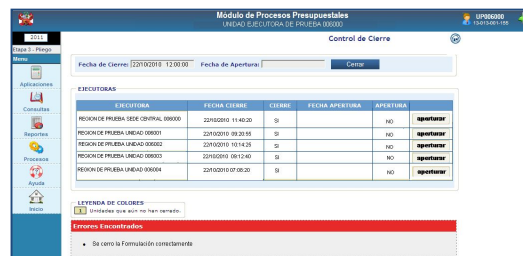 Módulo de Procesos Presupuestales
UNIDAD EJECUTORA DE PRUEBA 006000
UP006000
13-013-001-155
2011
Etapa 3 - Pliego
Menu
Aplicaciones
Consultas
Reportes
Procesos
Ayuda
Inicio
Control de Cierre
Fecha de Cierre: 22/10/2010 12:00:00 Fecha de Apertura: Cerrar
EJECUTORAS
EJECUTORA FECHA CIERRE CIERRE FECHA APERTURA APERTURA
REGION DE PRUEBA SEDE CENTRAL 006000 22/10/2010 11:40:20 SI NO aperturar
REGION DE PRUEBA UNIDAD 006001 22/10/2010 09:20:55 SI NO aperturar
REGION DE PRUEBA UNIDAD 006002 22/10/2010 10:14:25 SI NO aperturar
REGION DE PRUEBA UNIDAD 006003 22/10/2010 08:12:40 SI NO aperturar
REGION DE PRUEBA UNIDAD 006004 22/10/2010 07:08:20 SI NO aperturar
LEYENDA DE COLORES
1 Unidades que aún no han cerrado.
Errores Encontrados
• Se cerro la Formulación correctamente